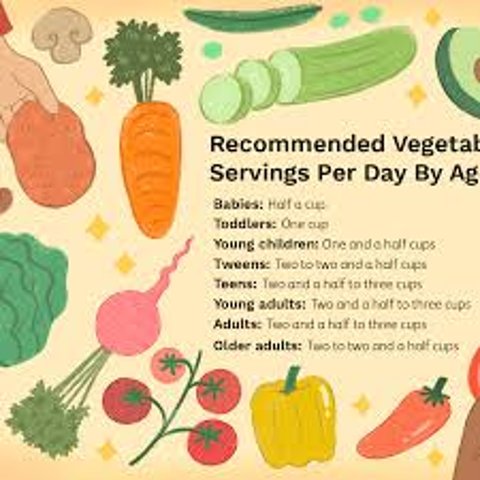 Recommended Vegetab
Servings Per Day By Ag
Babies: Half a cup
Toddlers: One cup
Young children: One and a half cups
Tweens: Two to two and a half cups
Teens: Two and a half to three cups
Young adults: Two and a half to three cups
Adults: Two and a half to three cups
Older adults: Two to two and a half cups